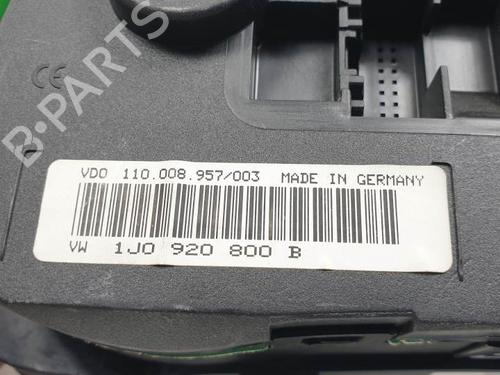 CE
B-PARTS
VDO 110.008.957/003 MADE IN GERMANY
VW 1J0 920 800 B